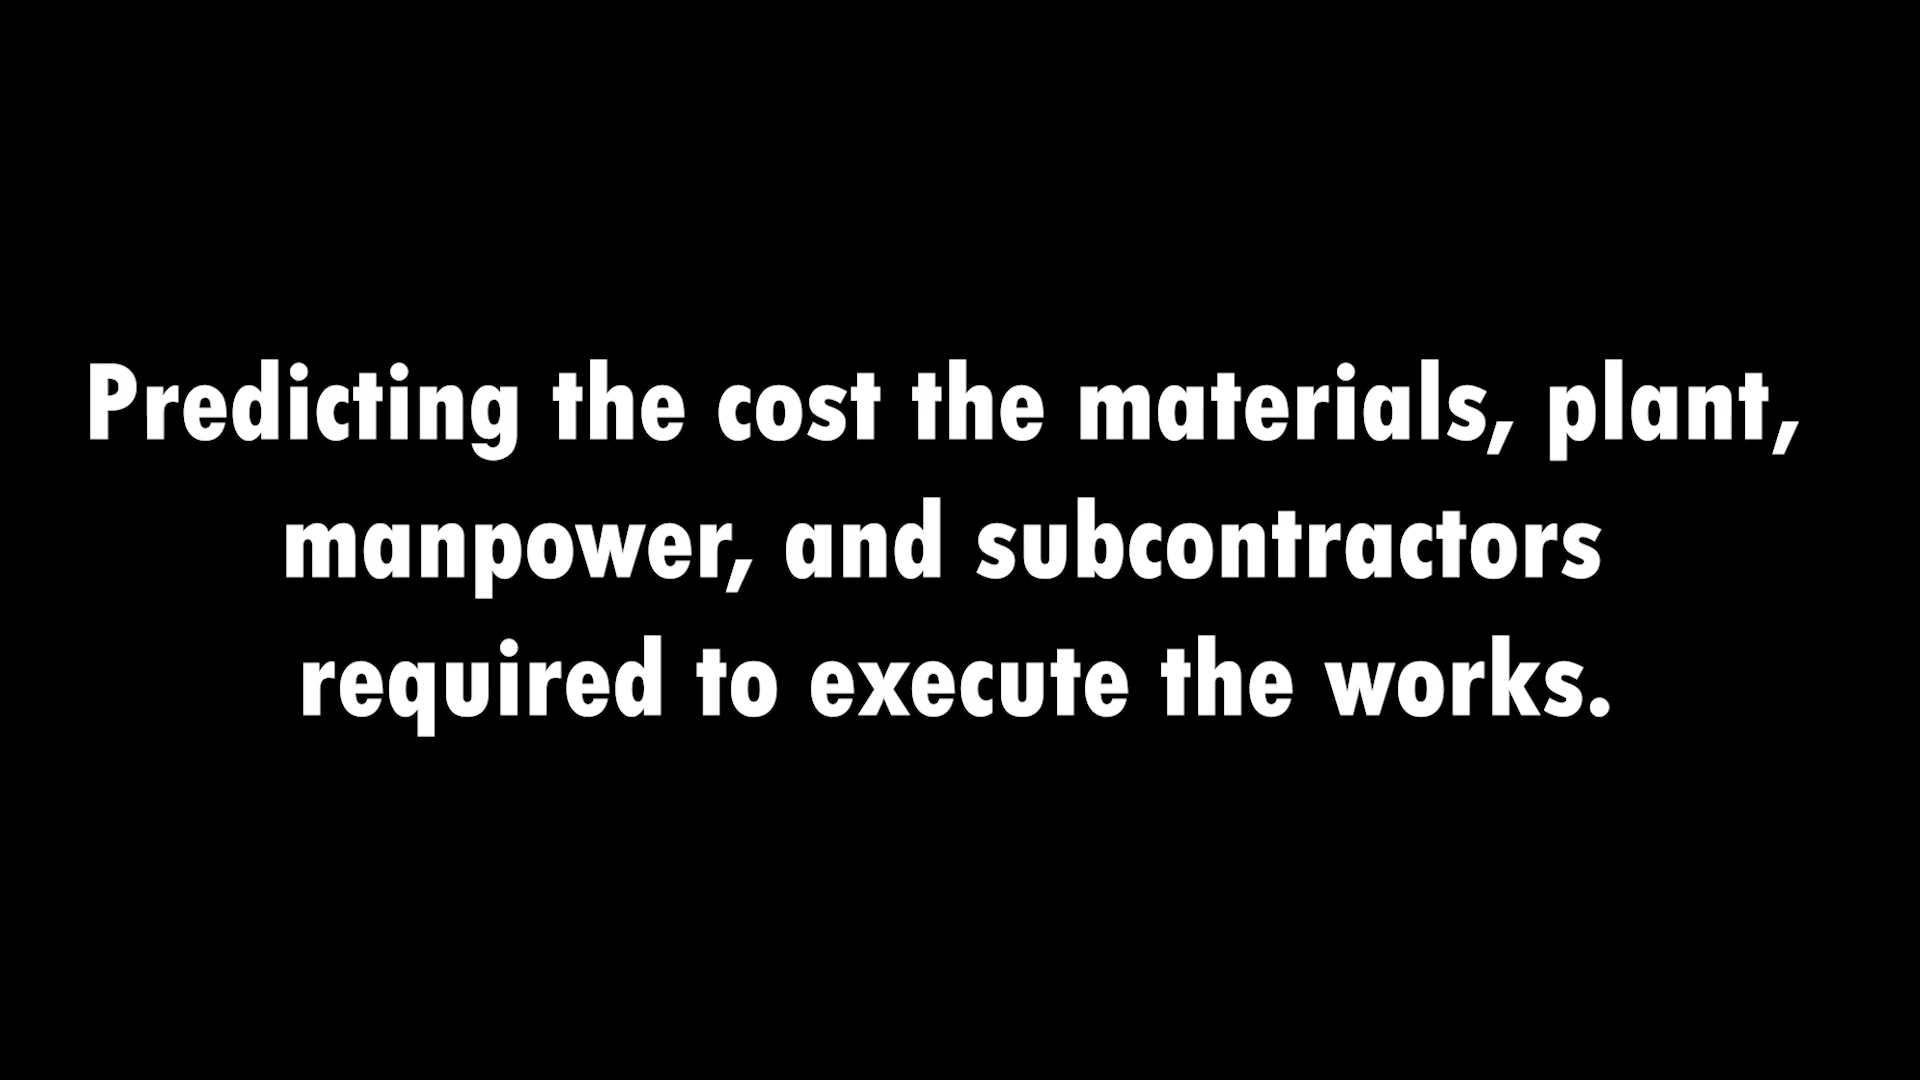 Predicting the cost the materials, plant,
manpower, and subcontractors
required to execute the works.